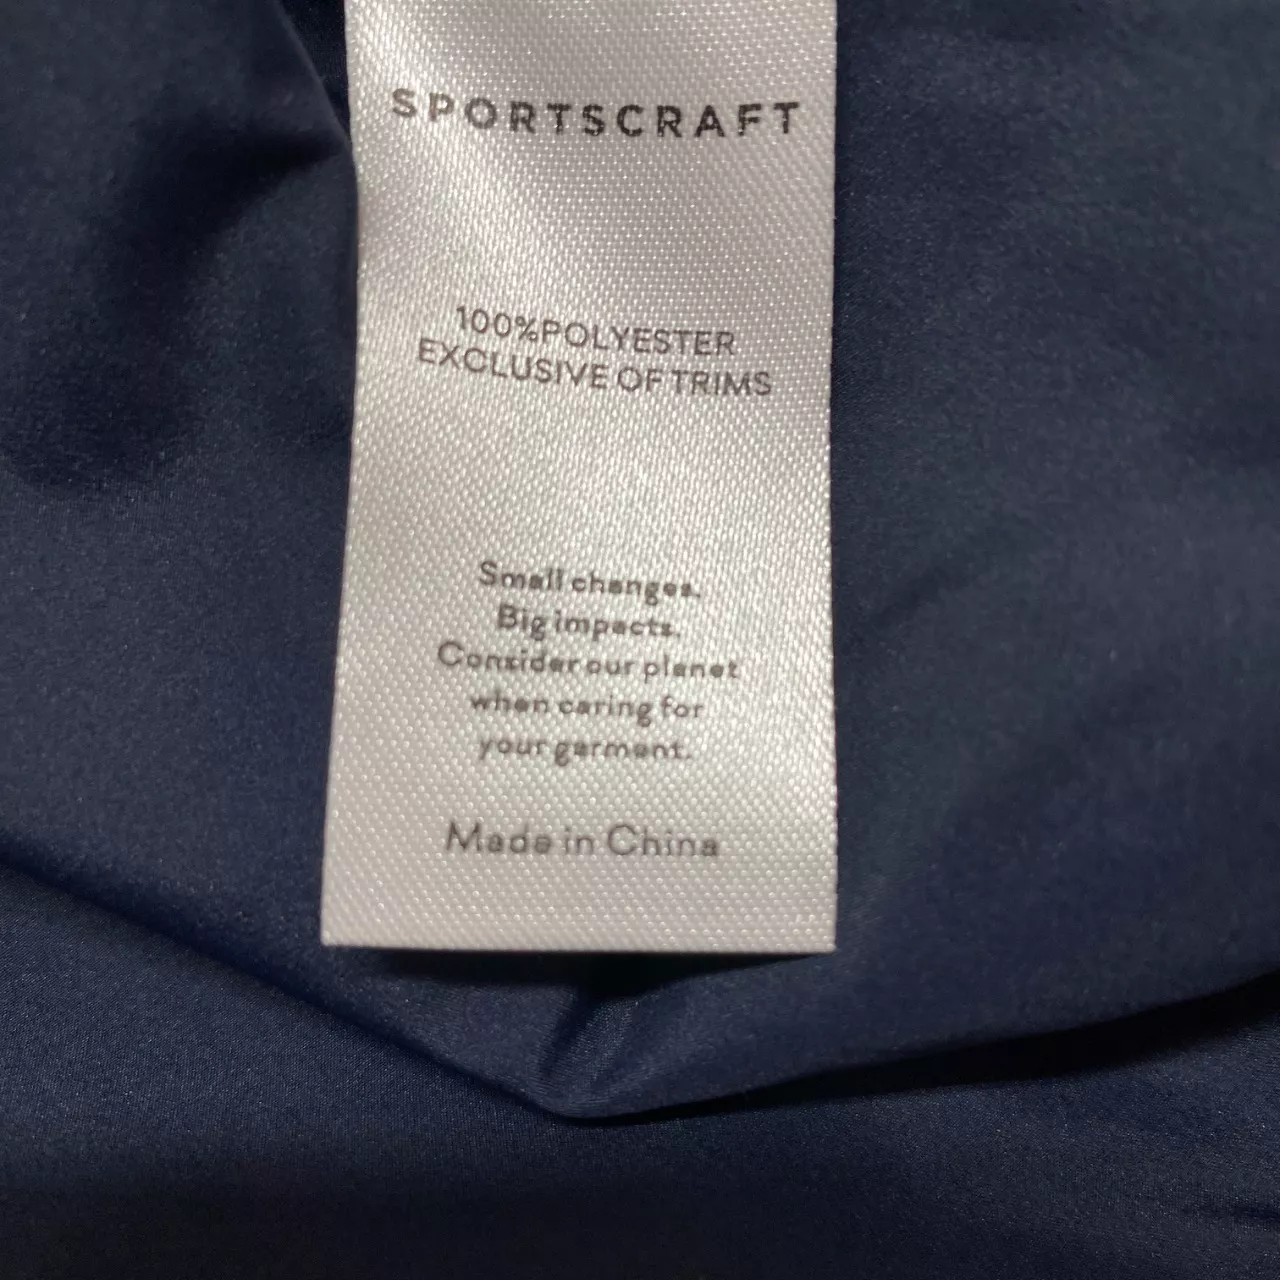 SPORTSCRAFT
100%POLYESTER
EXCLUSIVE OF TRIMS
Small changes.
Big impacts.
Consider our planet
when caring for
your garment.
Made in China